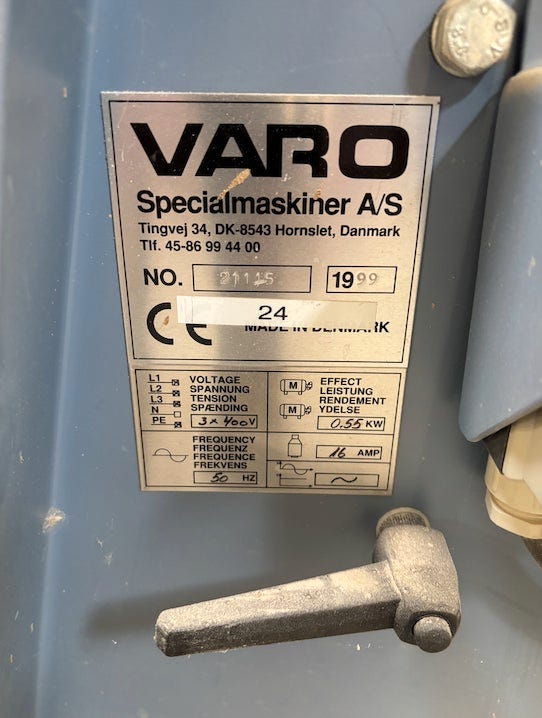 VARO
Specialmaskiner A/S
Tingvej 34, DK-8543 Hornslet, Danmark
Tlf. 45-86 99 44 00
NO. 21115 1999
CE 24 MADE IN DENMARK
L1
L2
L3
N
PE
VOLTAGE
SPANNUNG
TENSION
SPÆNDING
3 x 400 V
M
M
EFFECT
LEISTUNG
RENDEMENT
YDELSE
0.55 KW
FREQUENCY
FREQUENZ
FREQUENCE
FREKVENS
50 HZ
16 AMP